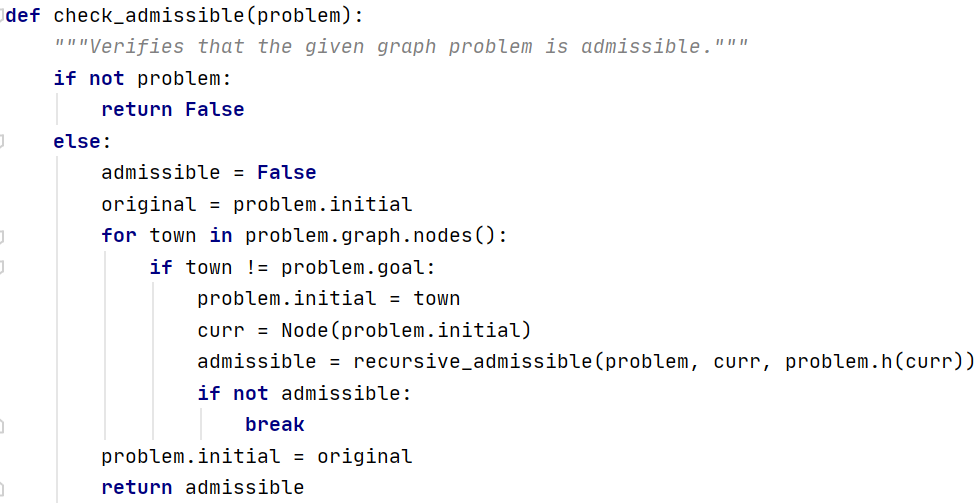 def check_admissible(problem):
    """Verifies that the given graph problem is admissible."""
    if not problem:
        return False
    else:
        admissible = False
        original = problem.initial
        for town in problem.graph.nodes():
            if town != problem.goal:
                problem.initial = town
                curr = Node(problem.initial)
                admissible = recursive_admissible(problem, curr, problem.h(curr))
                if not admissible:
                    break
        problem.initial = original
        return admissible